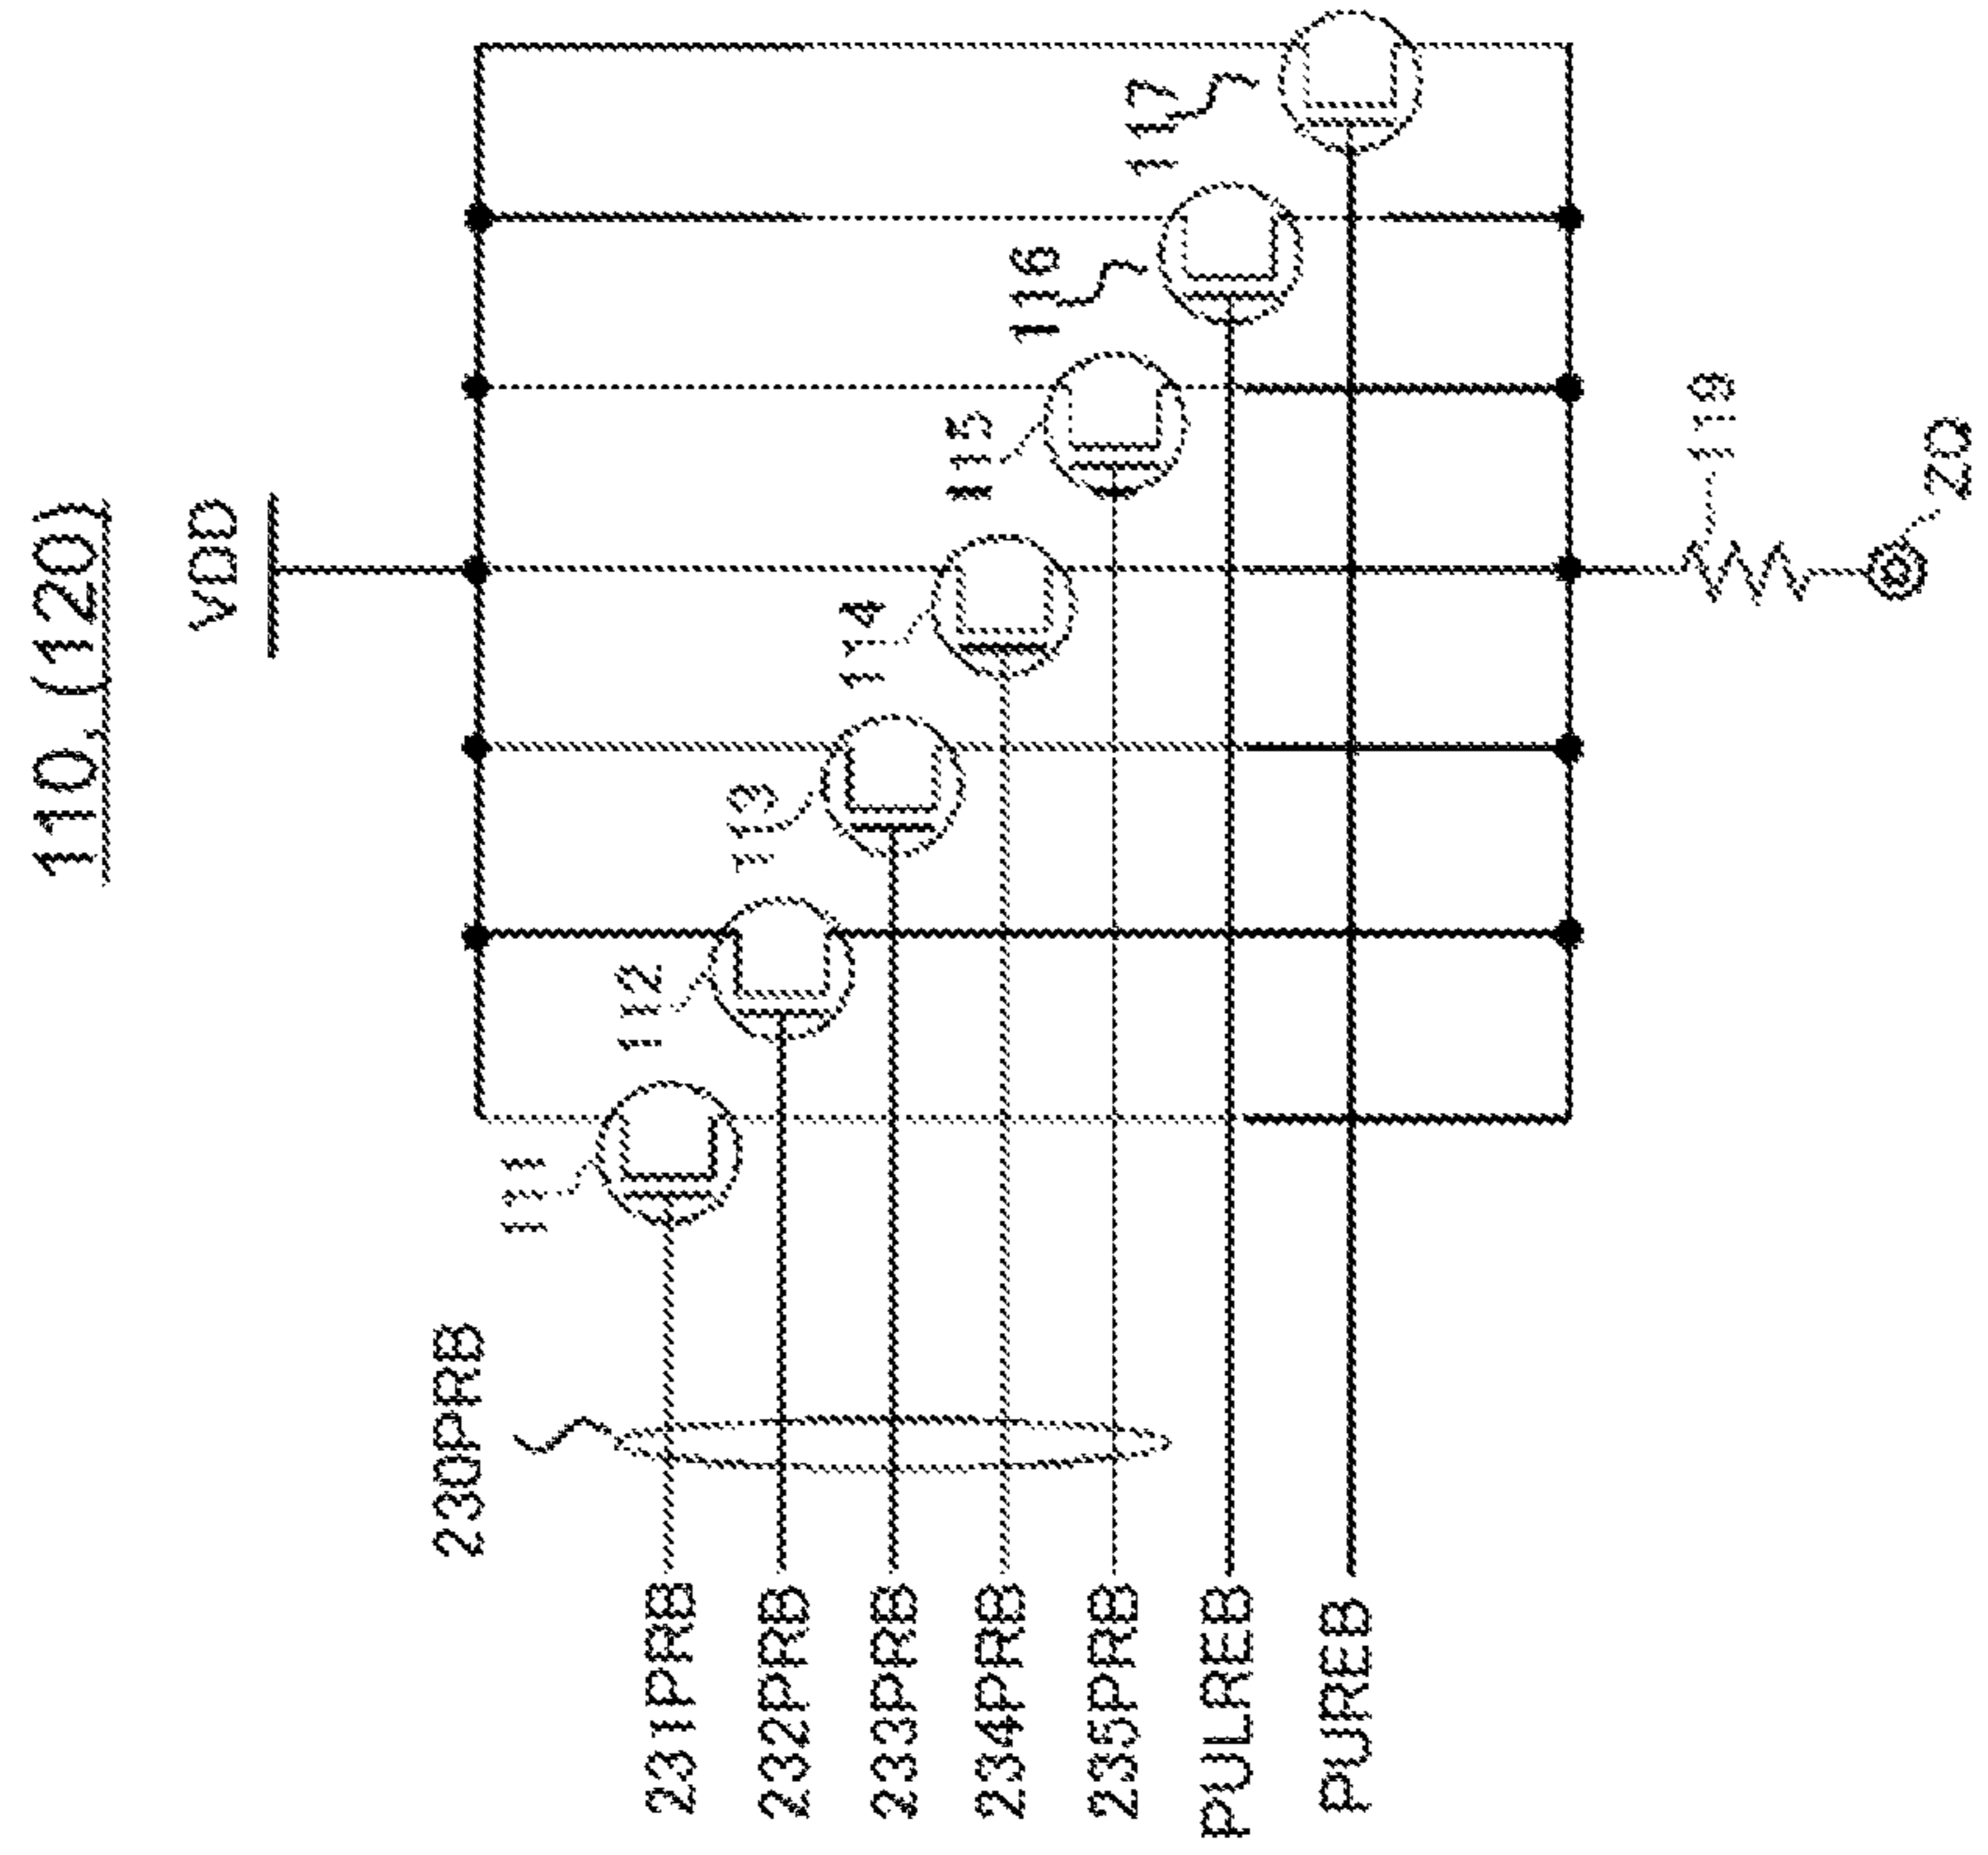 110,(120)
VDD
230PRB
111
112
113
114
115
116
117
231PRB
232PRB
233PRB
234PRB
235PRB
PULREB
PUREB
119
ZQ